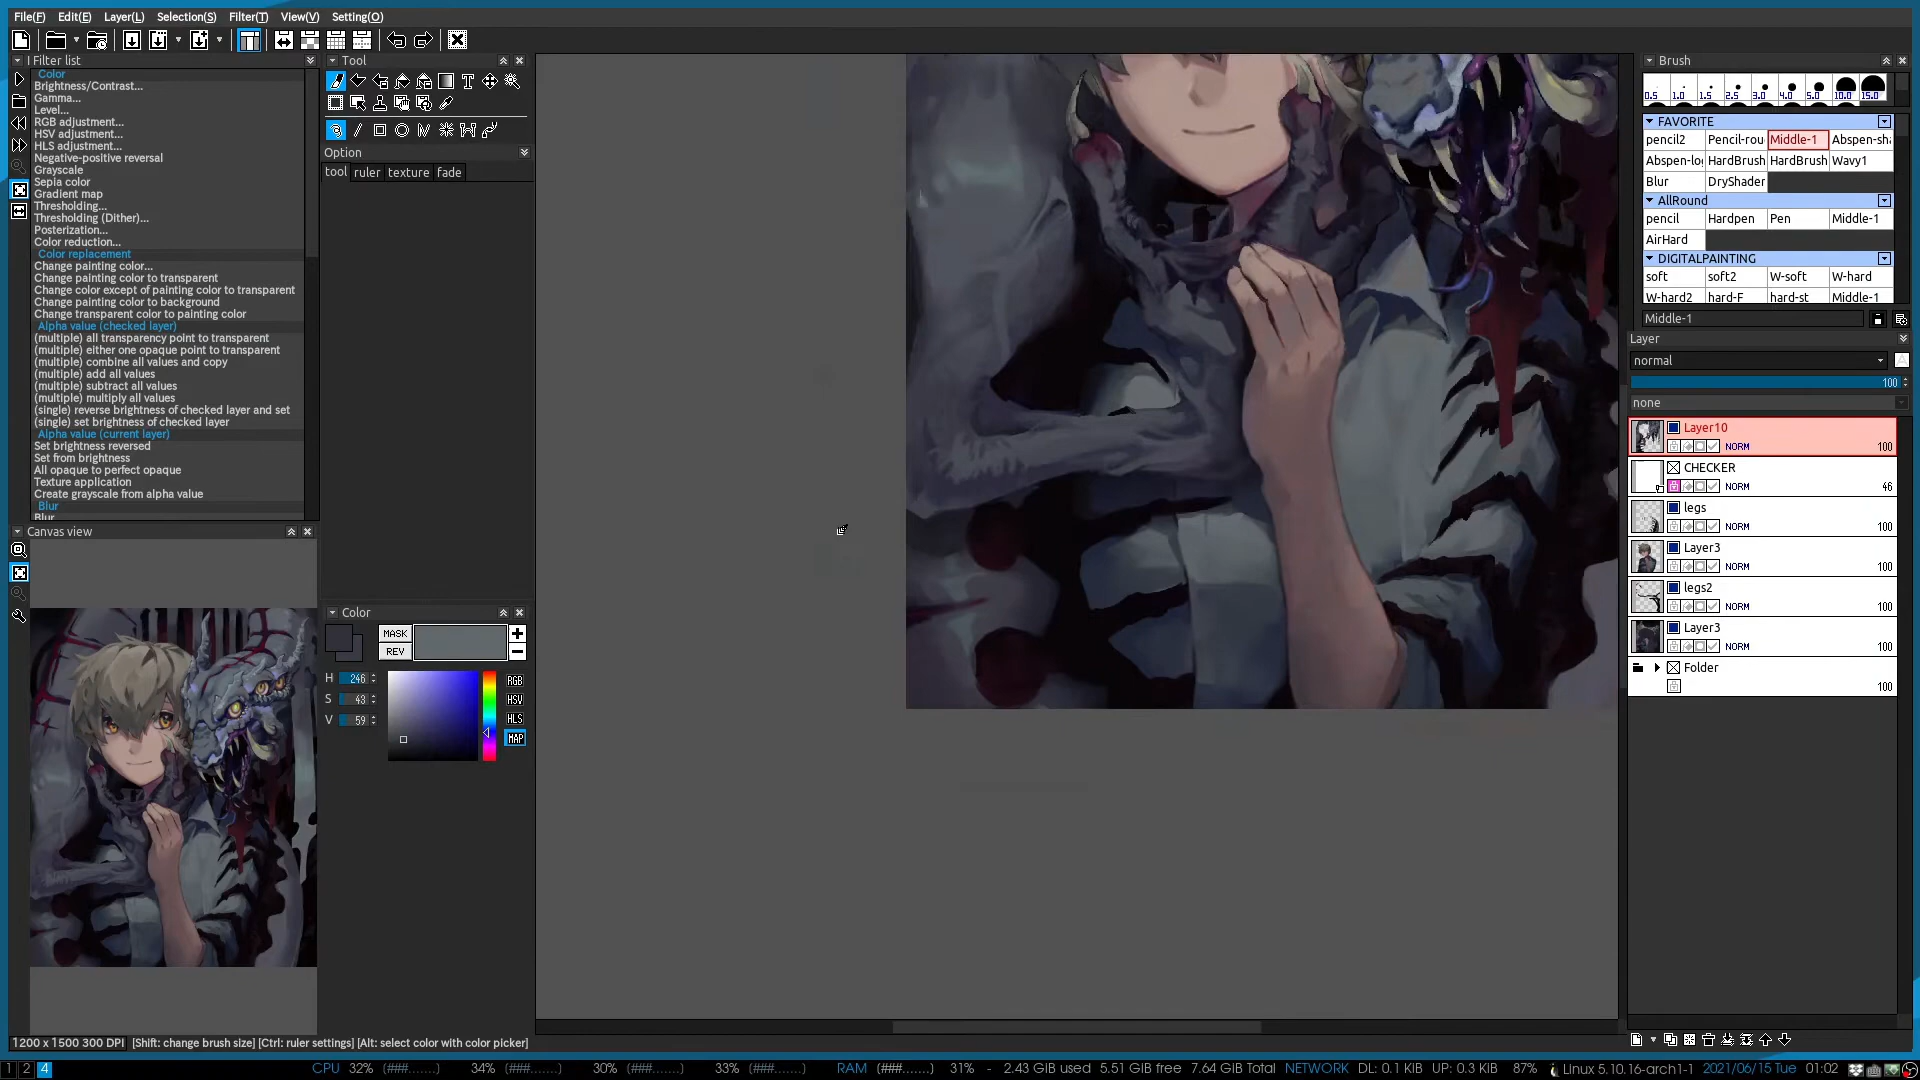 File(F) Edit(E) Layer(L) Selection(S) Filter(T) View(V) Setting(O)
Filter list
Color
Brightness/Contrast...
Gamma...
Level...
RGB adjustment...
HSV adjustment...
HLS adjustment...
Negative-positive reversal
Grayscale
Sepia color
Gradient map
Thresholding...
Thresholding (Dither)...
Posterization...
Color reduction...
Color replacement
Change painting color...
Change painting color to transparent
Change color except of painting color to transparent
Change painting color to background
Change transparent color to painting color
Alpha value (checked layer)
(multiple) all transparency point to transparent
(multiple) either one opaque point to transparent
(multiple) combine all values and copy
(multiple) add all values
(multiple) subtract all values
(multiple) multiply all values
(single) reverse brightness of checked layer and set
(single) set brightness of checked layer
Alpha value (current layer)
Set brightness reversed
Set from brightness
All opaque to perfect opaque
Texture application
Create grayscale from alpha value
Blur
Blur
Canvas view
Tool
Option
tool ruler texture fade
Color
MASK
REV
H 246
S 43
V 59
RGB
HSV
HLS
MAP
Brush
0.5 1.0 1.5 2.5 3.0 4.0 5.0 10.0 15.0
FAVORITE
pencil2 Pencil-rou Middle-1 Abspen-sh
Abspen-lo HardBrush HardBrush Wavy1
Blur DryShader
AllRound
pencil Hardpen Pen Middle-1
AirHard
DIGITALPAINTING
soft soft2 W-soft W-hard
W-hard2 hard-F hard-st Middle-1
Middle-1
Layer
normal
100
none
Layer10
NORM 100
CHECKER
NORM 46
legs
NORM 100
Layer3
NORM 100
legs2
NORM 100
Layer3
NORM 100
Folder
100
1200 x 1500 300 DPI [Shift: change brush size] [Ctrl: ruler settings] [Alt: select color with color picker]
1 2 4 CPU 32% (###.......) 34% (###.......) 30% (###.......) 33% (###.......) RAM (###.......) 31% - 2.43 GiB used 5.51 GiB free 7.64 GiB Total NETWORK DL: 0.1 KiB UP: 0.3 KiB 87% Linux 5.10.16-arch1-1 2021/06/15 Tue 01:02